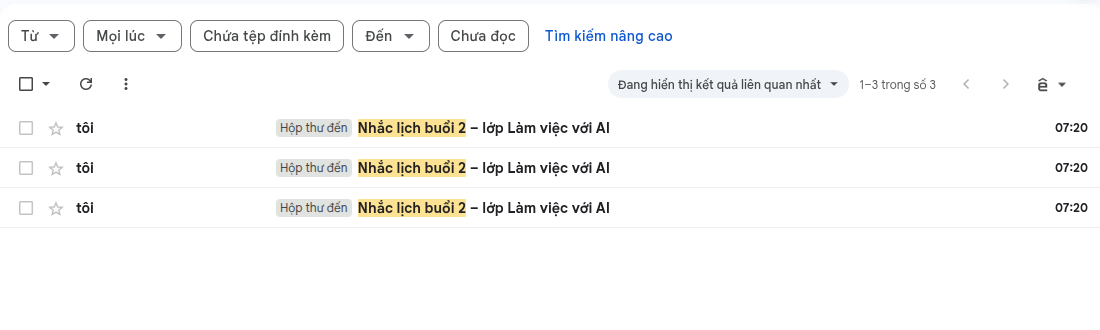 Từ Mọi lúc Chứa tệp đính kèm Đến Chưa đọc Tìm kiếm nâng cao
Đang hiển thị kết quả liên quan nhất 1–3 trong số 3 ê
tôi Hộp thư đến Nhắc lịch buổi 2 – lớp Làm việc với AI 07:20
tôi Hộp thư đến Nhắc lịch buổi 2 – lớp Làm việc với AI 07:20
tôi Hộp thư đến Nhắc lịch buổi 2 – lớp Làm việc với AI 07:20